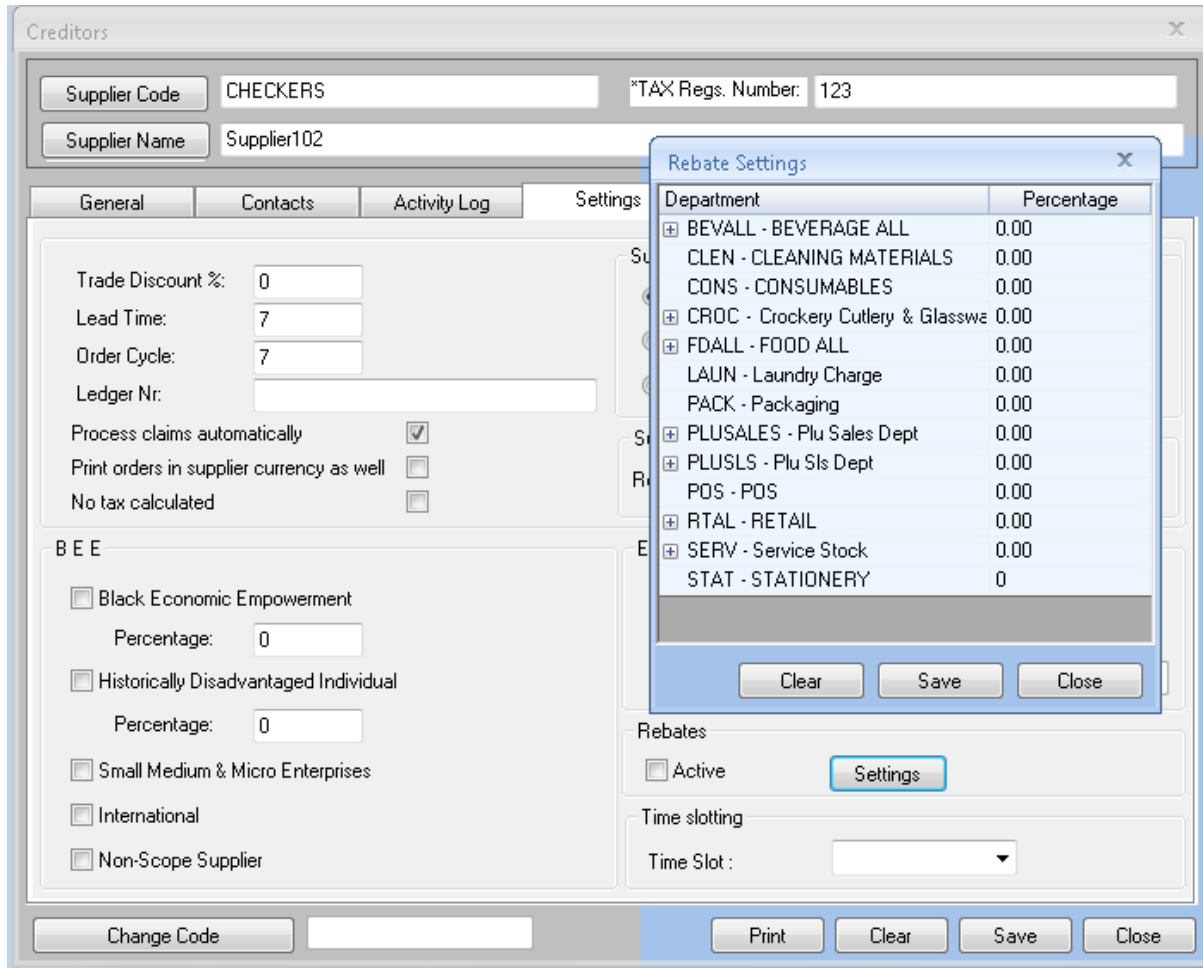 Creditors
Supplier Code CHECKERS *TAX Regs. Number: 123
Supplier Name Supplier102
General Contacts Activity Log Settings
Trade Discount %: 0
Lead Time: 7
Order Cycle: 7
Ledger Nr:
Process claims automatically
Print orders in supplier currency as well
No tax calculated
B E E
Black Economic Empowerment
Percentage: 0
Historically Disadvantaged Individual
Percentage: 0
Small Medium & Micro Enterprises
International
Non-Scope Supplier
Rebate Settings
Department Percentage
BEVALL - BEVERAGE ALL 0.00
CLEN - CLEANING MATERIALS 0.00
CONS - CONSUMABLES 0.00
CROC - Crockery Cutlery & Glasswa 0.00
FDALL - FOOD ALL 0.00
LAUN - Laundry Charge 0.00
PACK - Packaging 0.00
PLUSALES - Plu Sales Dept 0.00
PLUSLS - Plu Sls Dept 0.00
POS - POS 0.00
RTAL - RETAIL 0.00
SERV - Service Stock 0.00
STAT - STATIONERY 0
Clear Save Close
Rebates
Active Settings
Time slotting
Time Slot :
Change Code Print Clear Save Close